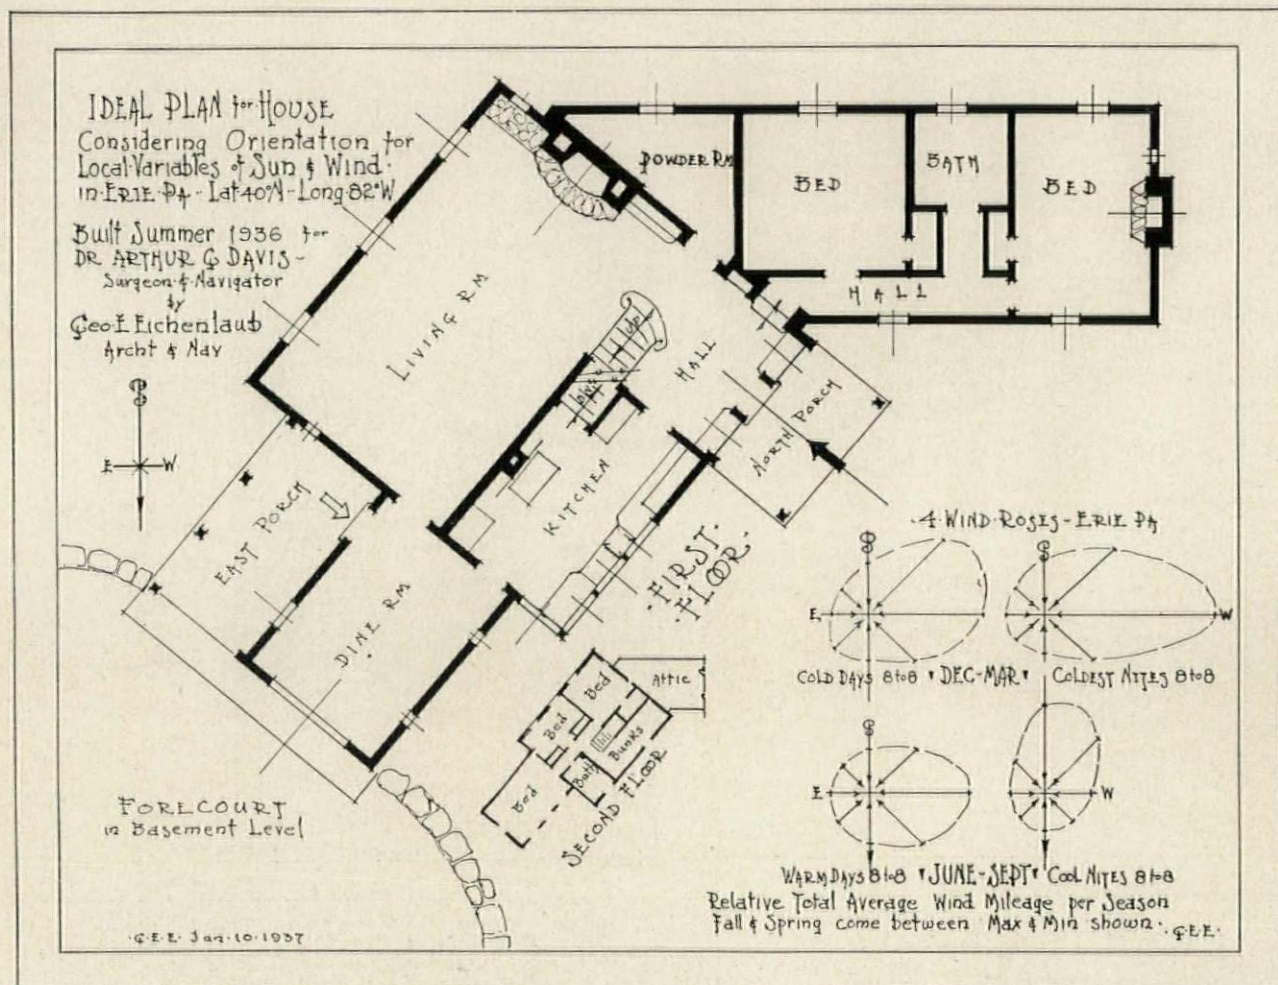 IDEAL PLAN for HOUSE
Considering Orientation for
Local Variables of Sun & Wind.
in ERIE PA - Lat 40°N - Long 82°W
Built Summer 1936 for
DR ARTHUR G DAVIS -
Surgeon & Navigator
by
Geo E Eichenlaub
Archt & Nav
S
E W
LIVING RM
POWDER RM
BED
BATH
BED
HALL
UP
HALL
NORTH PORCH
KITCHEN
EAST PORCH
DINE RM
·FIRST·
·FLOOR·
FORECOURT
in Basement Level
Attic
Bed
Bed
Bunks
Bath
Bed
SECOND FLOOR
·4·WIND·ROSES-ERIE PA
S S
E W
COLD DAYS 8 to 8 DEC-MAR COLDEST NITES 8 to 8
S S
E W
WARM DAYS 8 to 8 JUNE-SEPT COOL NITES 8 to 8
Relative Total Average Wind Mileage per Season
Fall & Spring come between Max & Min shown.
·G.E.E·
·G·E·E· Jan·10·1937